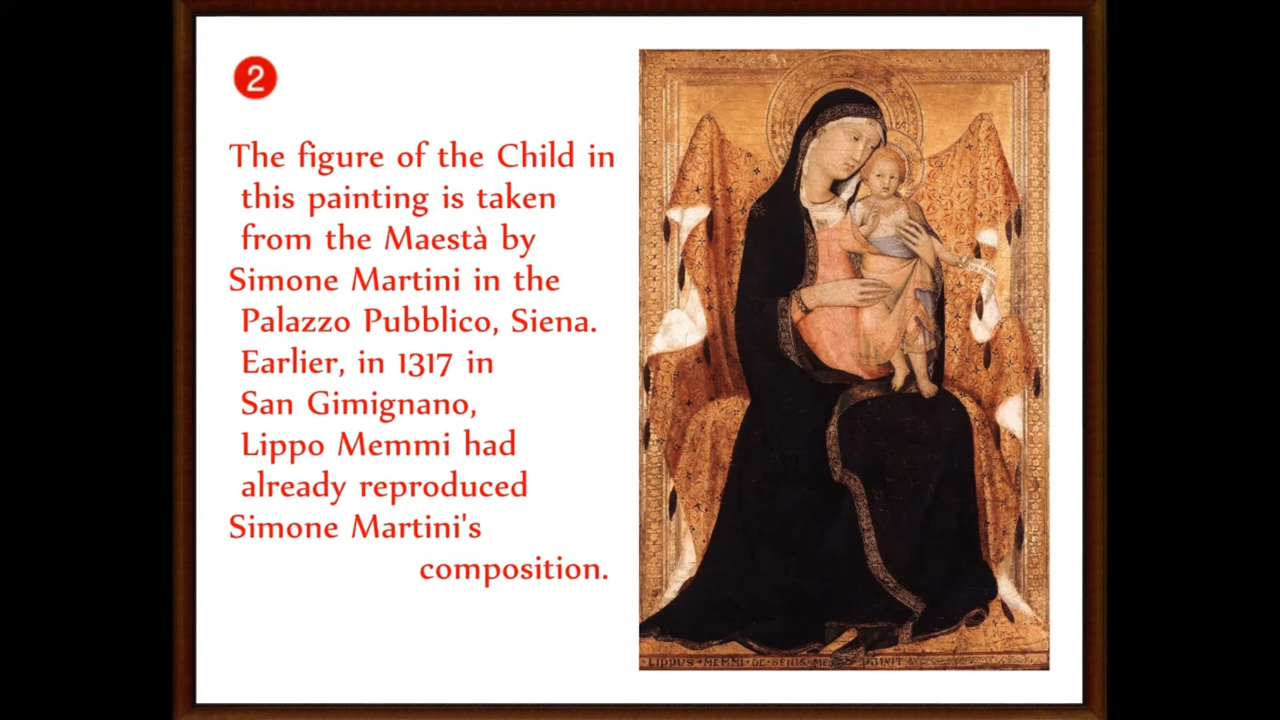 2
The figure of the Child in
this painting is taken
from the Maestà by
Simone Martini in the
Palazzo Pubblico, Siena.
Earlier, in 1317 in
San Gimignano,
Lippo Memmi had
already reproduced
Simone Martini's
composition.
LIPPUS MEMMI DE SENIS ME PINXIT